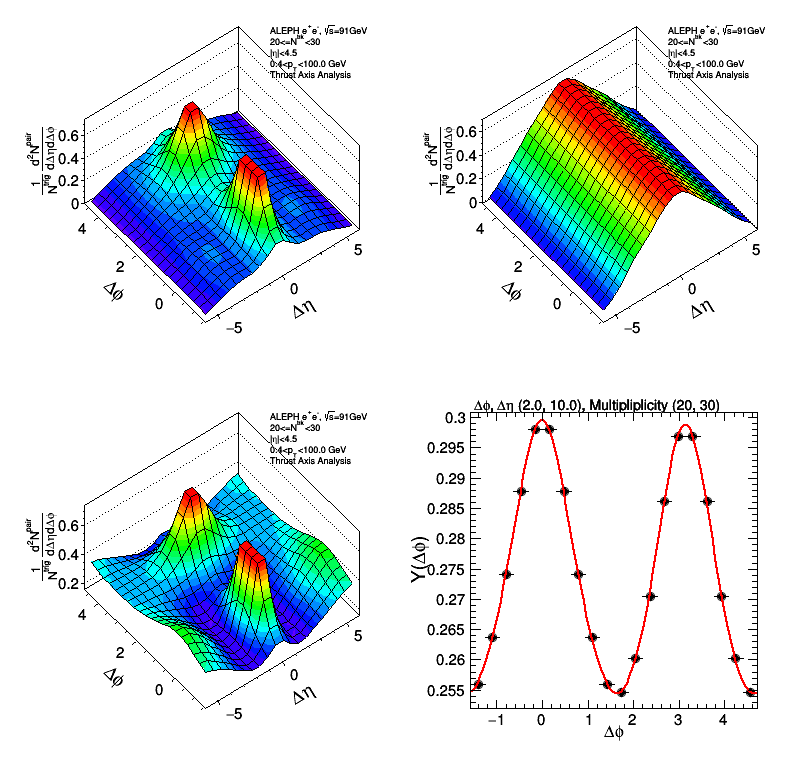 ALEPH e⁺e⁻, √s=91GeV
20<=N^trk<30
|η|<4.5
0.4<p_T<100.0 GeV
Thrust Axis Analysis
1/N^trig d²N^pair/dΔηdΔφ
0.6
0.4
0.2
0
4
2
0
Δφ
−5
0
5
Δη
ALEPH e⁺e⁻, √s=91GeV
20<=N^trk<30
|η|<4.5
0.4<p_T<100.0 GeV
Thrust Axis Analysis
1/N^trig d²N^pair/dΔηdΔφ
0.6
0.4
0.2
0
4
2
0
Δφ
−5
0
5
Δη
ALEPH e⁺e⁻, √s=91GeV
20<=N^trk<30
|η|<4.5
0.4<p_T<100.0 GeV
Thrust Axis Analysis
1/N^trig d²N^pair/dΔηdΔφ
0.6
0.4
0.2
4
2
0
Δφ
−5
0
5
Δη
Δφ, Δη (2.0, 10.0), Multipliplicity (20, 30)
Y(Δφ)
0.3
0.295
0.29
0.285
0.28
0.275
0.27
0.265
0.26
0.255
−1 0 1 2 3 4
Δφ